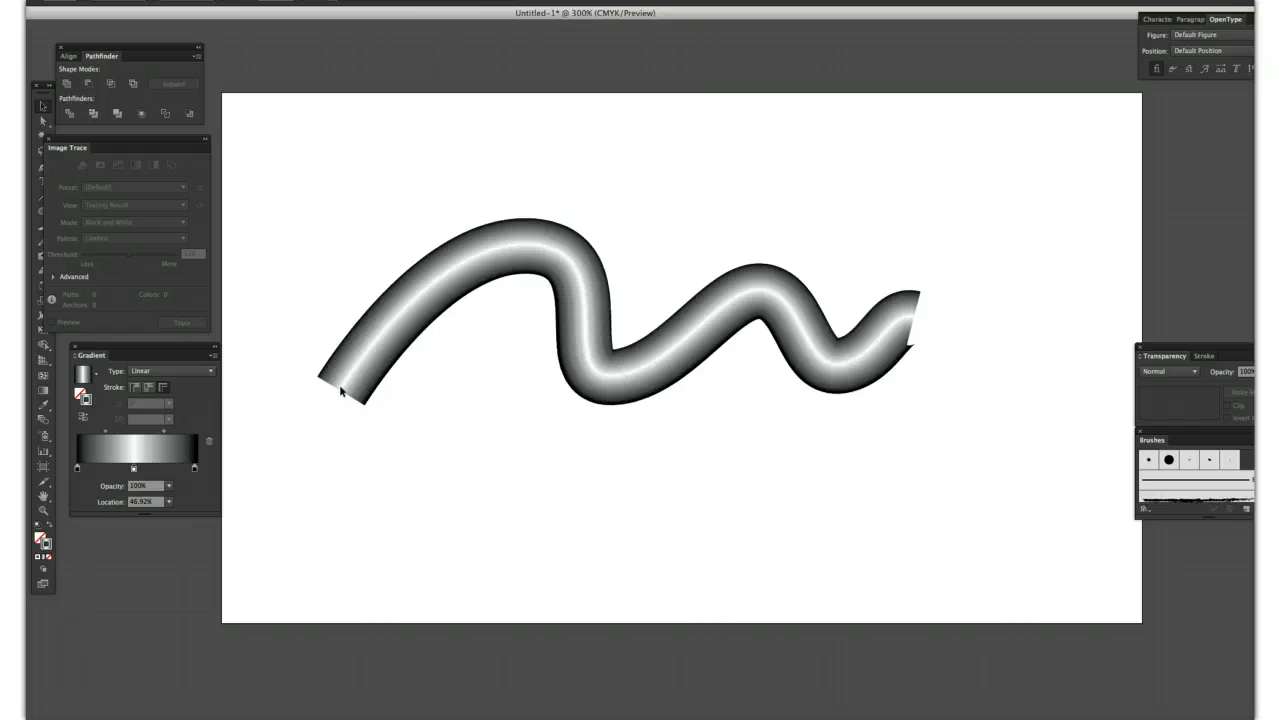 Untitled-1* @ 300% (CMYK/Preview)
Align Pathfinder
Shape Modes:
Expand
Pathfinders:
Image Trace
Preset: [Default]
View: Tracing Result
Mode: Black and White
Palette: Limited
Threshold:
Less More
Advanced
Paths: 0 Colors: 0
Anchors: 0
Preview Trace
Gradient
Type: Linear
Stroke:
Opacity: 100%
Location: 46.92%
Characte Paragrap OpenType
Figure: Default Figure
Position: Default Position
Transparency Stroke
Normal Opacity: 100%
Clip
Brushes